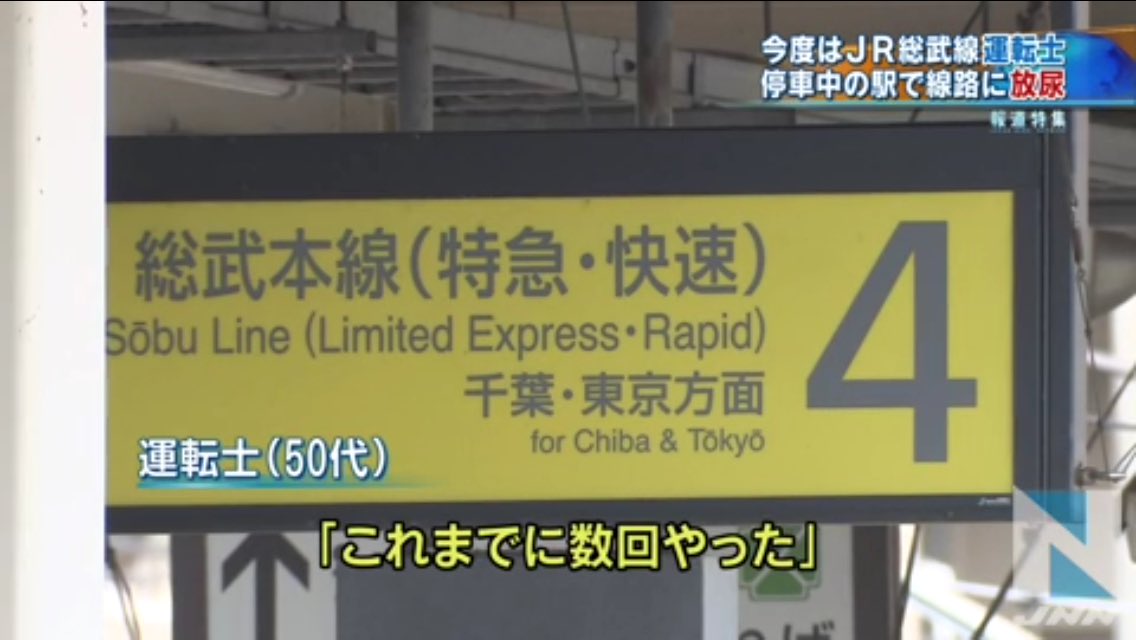 今度はJR総武線運転士
停車中の駅で線路に放尿
報道特集
総武本線(特急・快速)
Sōbu Line (Limited Express・Rapid)
千葉・東京方面
for Chiba & Tōkyō
4
運転士(50代)
「これまでに数回やった」
JNN